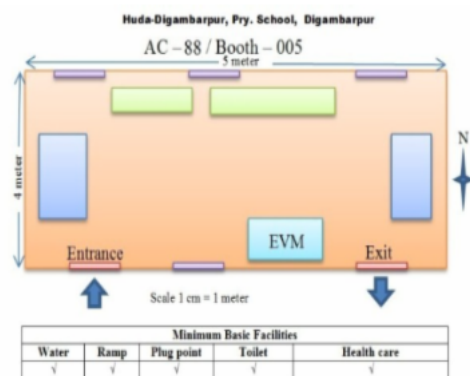 Huda-Digambarpur, Pry. School, Digambarpur
AC – 88 / Booth – 005
5 meter
4 meter
N
EVM
Entrance
Exit
Scale 1 cm = 1 meter
Minimum Basic Facilities
Water Ramp Plug point Toilet Health care
√ √ √ √ √